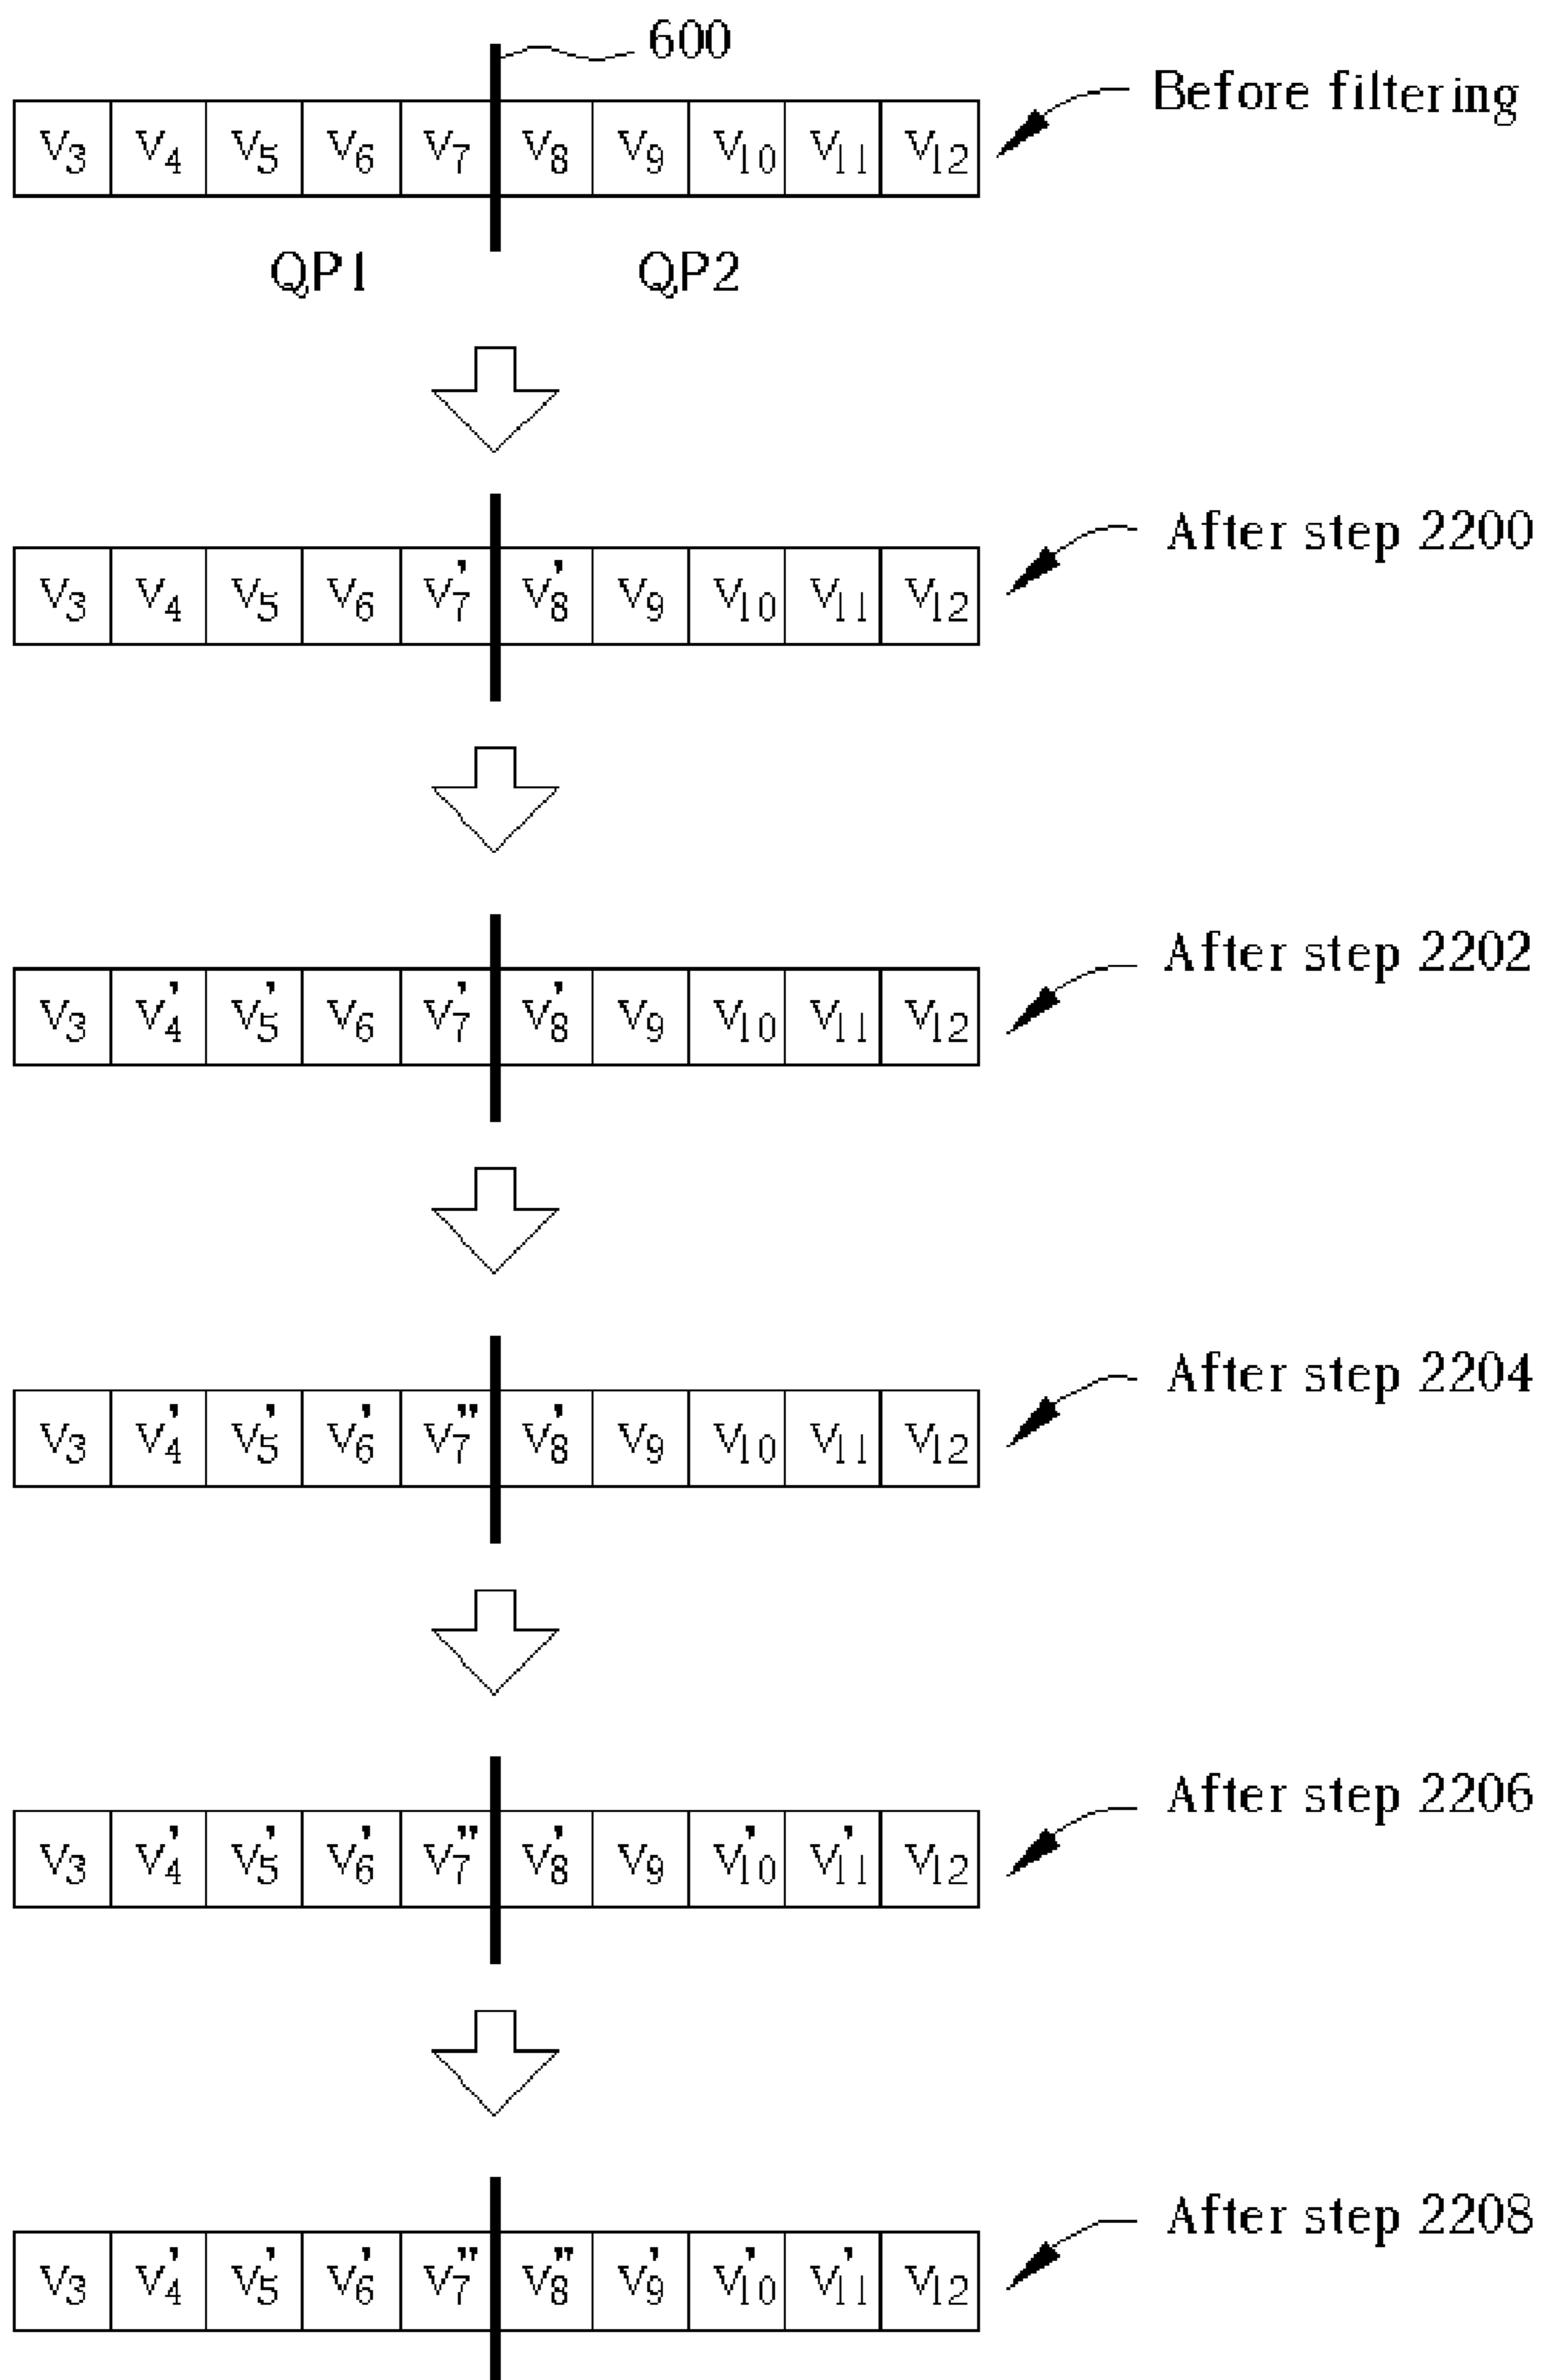 600
Before filtering
V₃ V₄ V₅ V₆ V₇ V₈ V₉ V₁₀ V₁₁ V₁₂
QP1 QP2
After step 2200
V₃ V₄ V₅ V₆ V₇' V₈' V₉ V₁₀ V₁₁ V₁₂
After step 2202
V₃ V₄' V₅' V₆ V₇' V₈' V₉ V₁₀ V₁₁ V₁₂
After step 2204
V₃ V₄' V₅' V₆' V₇" V₈' V₉ V₁₀ V₁₁ V₁₂
After step 2206
V₃ V₄' V₅' V₆' V₇" V₈' V₉ V₁₀' V₁₁' V₁₂
After step 2208
V₃ V₄' V₅' V₆' V₇" V₈" V₉' V₁₀' V₁₁' V₁₂